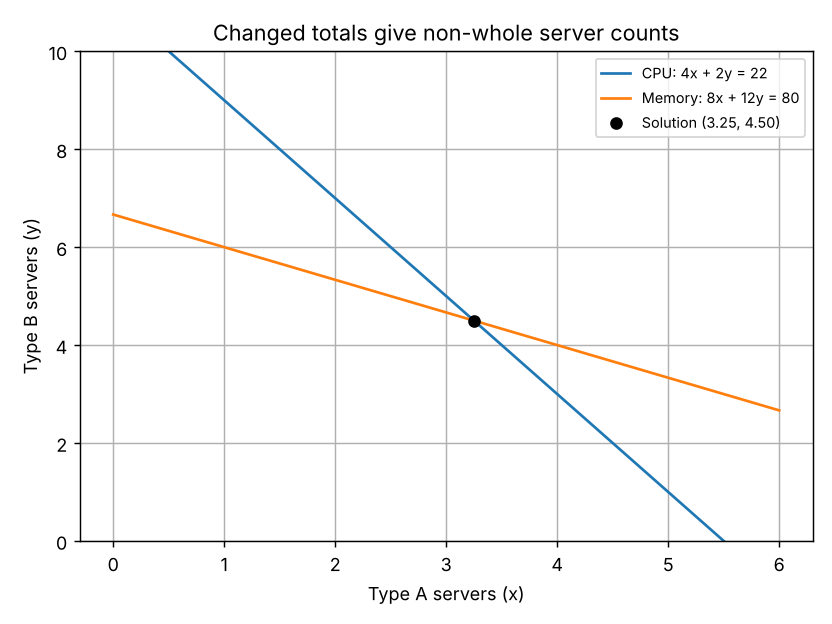 Changed totals give non-whole server counts
CPU: 4x + 2y = 22
Memory: 8x + 12y = 80
Solution (3.25, 4.50)
10
8
6
4
2
0
Type B servers (y)
0 1 2 3 4 5 6
Type A servers (x)